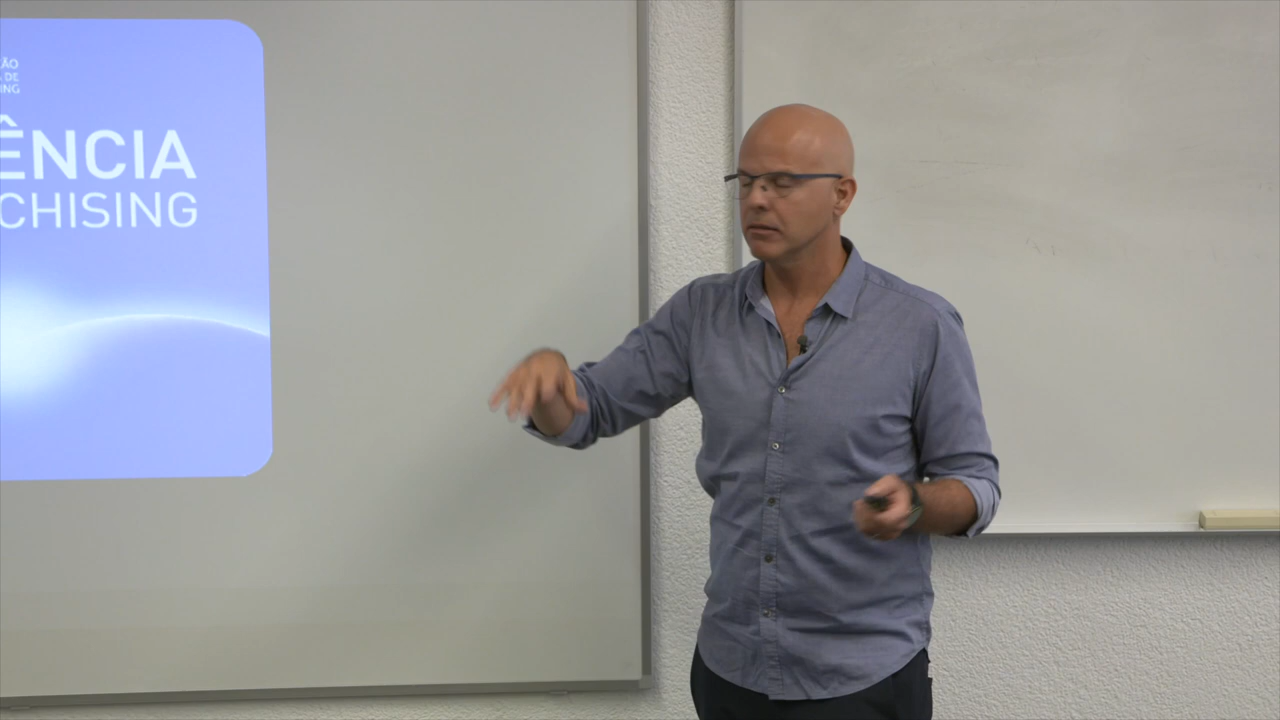 ÃO
A DE
ING
ÊNCIA
CHISING